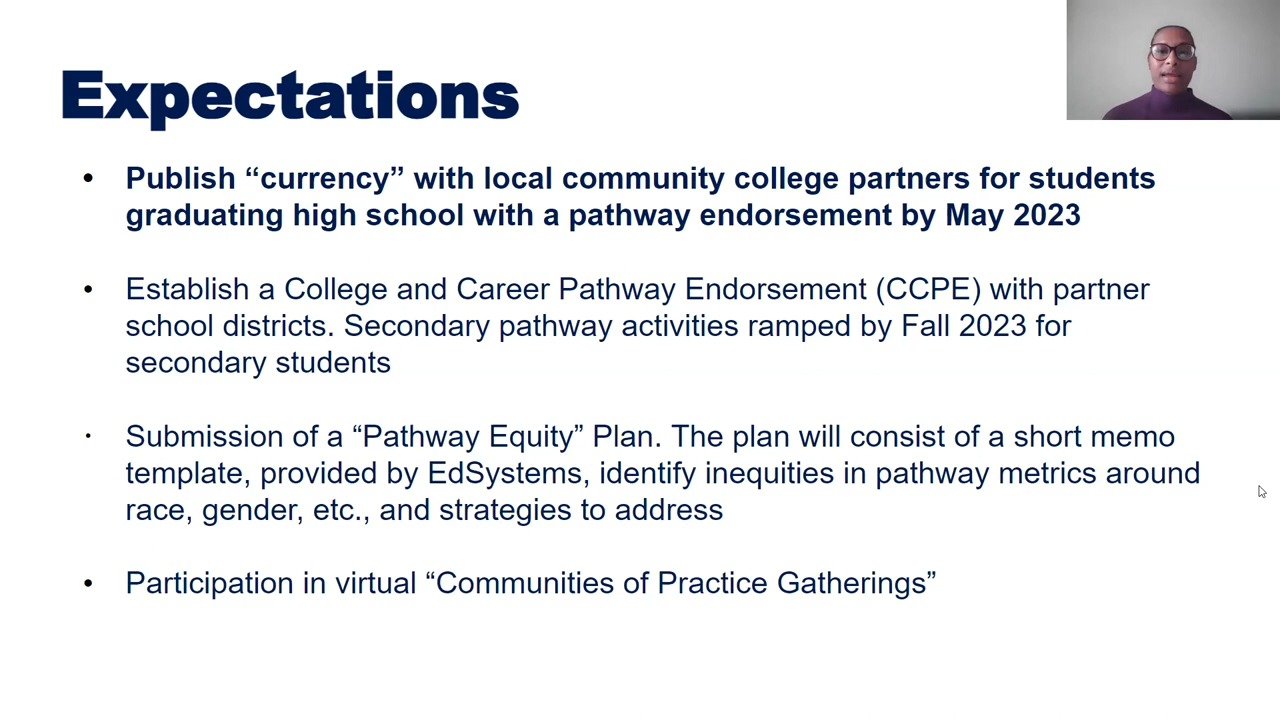 Expectations
• Publish “currency” with local community college partners for students
graduating high school with a pathway endorsement by May 2023
• Establish a College and Career Pathway Endorsement (CCPE) with partner
school districts. Secondary pathway activities ramped by Fall 2023 for
secondary students
• Submission of a “Pathway Equity” Plan. The plan will consist of a short memo
template, provided by EdSystems, identify inequities in pathway metrics around
race, gender, etc., and strategies to address
• Participation in virtual “Communities of Practice Gatherings”